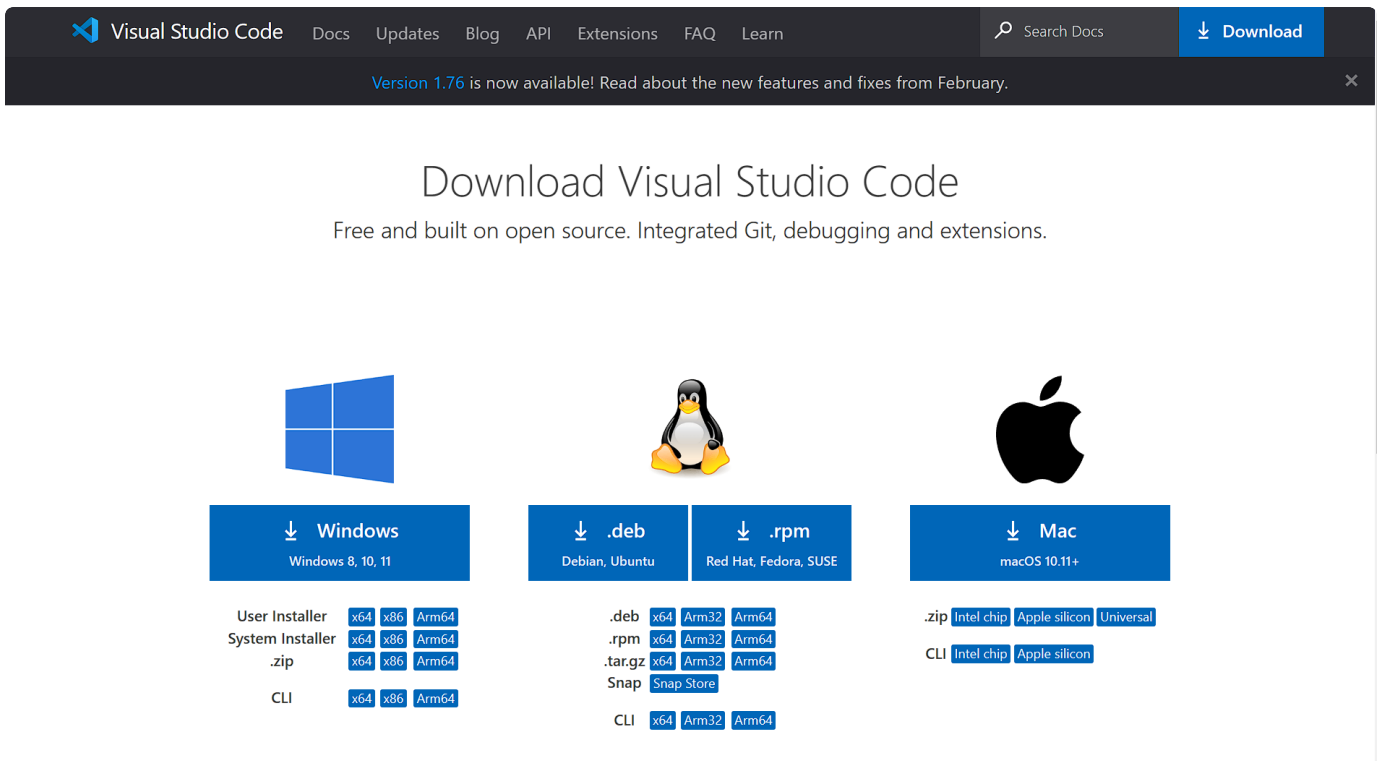 Visual Studio Code Docs Updates Blog API Extensions FAQ Learn Search Docs Download
Version 1.76 is now available! Read about the new features and fixes from February.
Download Visual Studio Code
Free and built on open source. Integrated Git, debugging and extensions.
Windows
Windows 8, 10, 11
User Installer x64 x86 Arm64
System Installer x64 x86 Arm64
.zip x64 x86 Arm64
CLI x64 x86 Arm64
.deb
Debian, Ubuntu
.rpm
Red Hat, Fedora, SUSE
.deb x64 Arm32 Arm64
.rpm x64 Arm32 Arm64
.tar.gz x64 Arm32 Arm64
Snap Snap Store
CLI x64 Arm32 Arm64
Mac
macOS 10.11+
.zip Intel chip Apple silicon Universal
CLI Intel chip Apple silicon